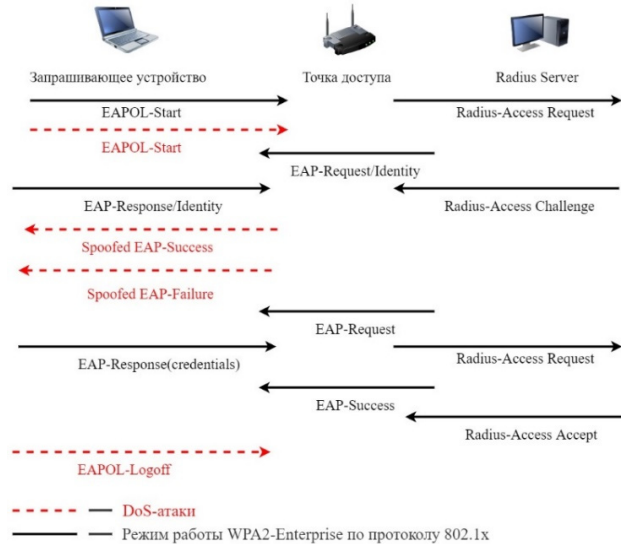 Запрашивающее устройство
Точка доступа
Radius Server
EAPOL-Start
Radius-Access Request
EAPOL-Start
EAP-Request/Identity
EAP-Response/Identity
Radius-Access Challenge
Spoofed EAP-Success
Spoofed EAP-Failure
EAP-Request
EAP-Response(credentials)
Radius-Access Request
EAP-Success
Radius-Access Accept
EAPOL-Logoff
DoS-атаки
Режим работы WPA2-Enterprise по протоколу 802.1x